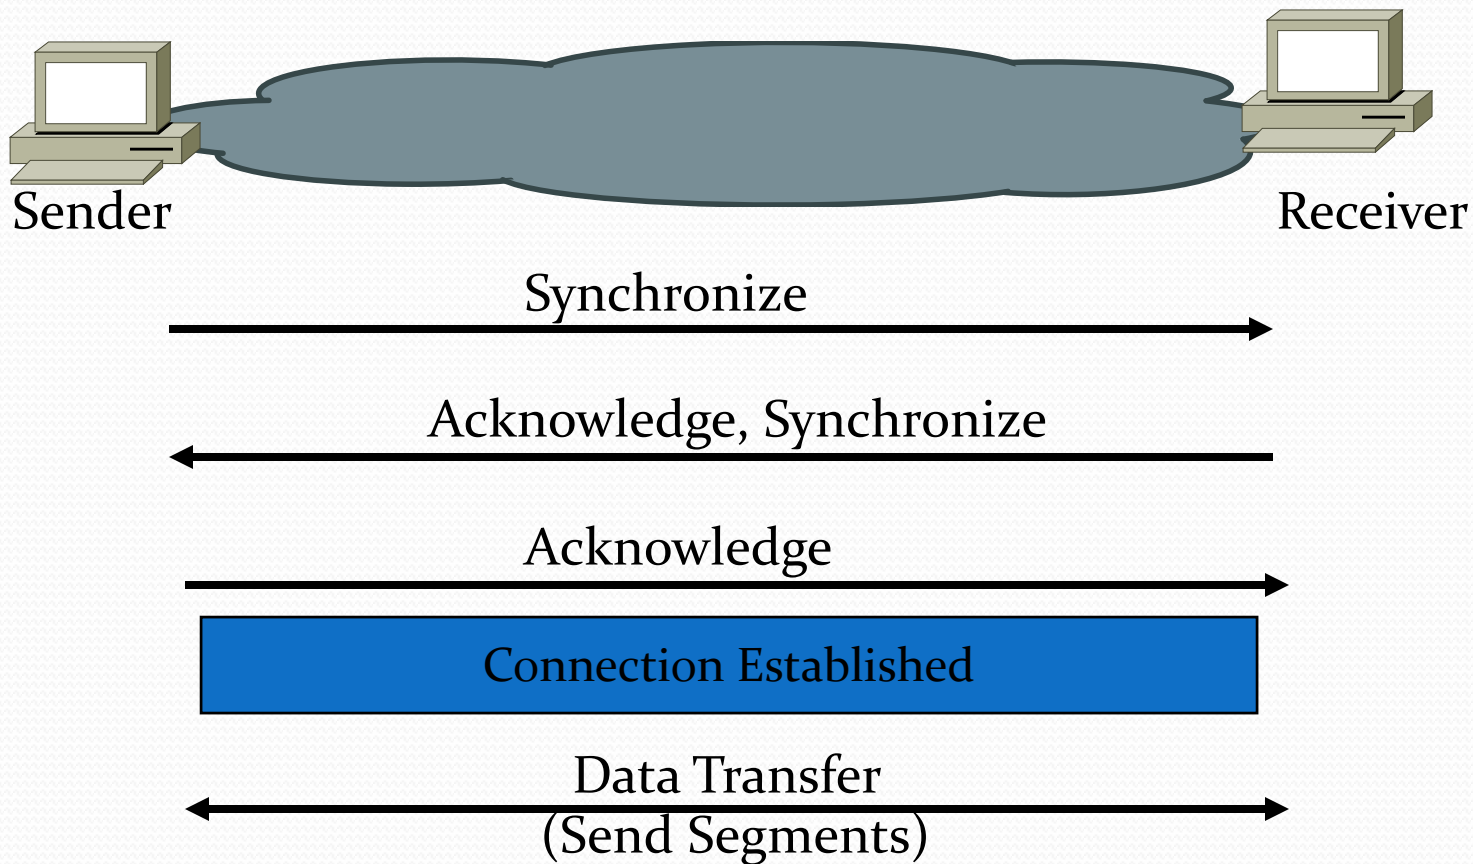 Sender
Receiver
Synchronize
Acknowledge, Synchronize
Acknowledge
Connection Established
Data Transfer
(Send Segments)